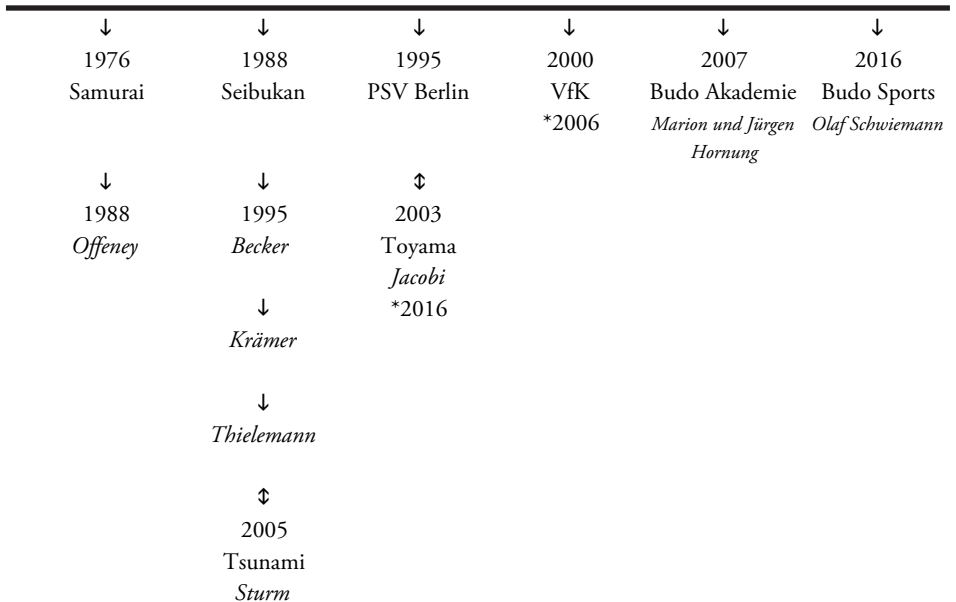 ↓ ↓ ↓ ↓ ↓ ↓
1976 1988 1995 2000 2007 2016
Samurai Seibukan PSV Berlin VfK Budo Akademie Budo Sports
*2006 Marion und Jürgen Olaf Schwiemann
Hornung
↓ ↓ ⇕
1988 1995 2003
Offeney Becker Toyama
Jacobi
↓ *2016
Krämer
↓
Thielemann
⇕
2005
Tsunami
Sturm